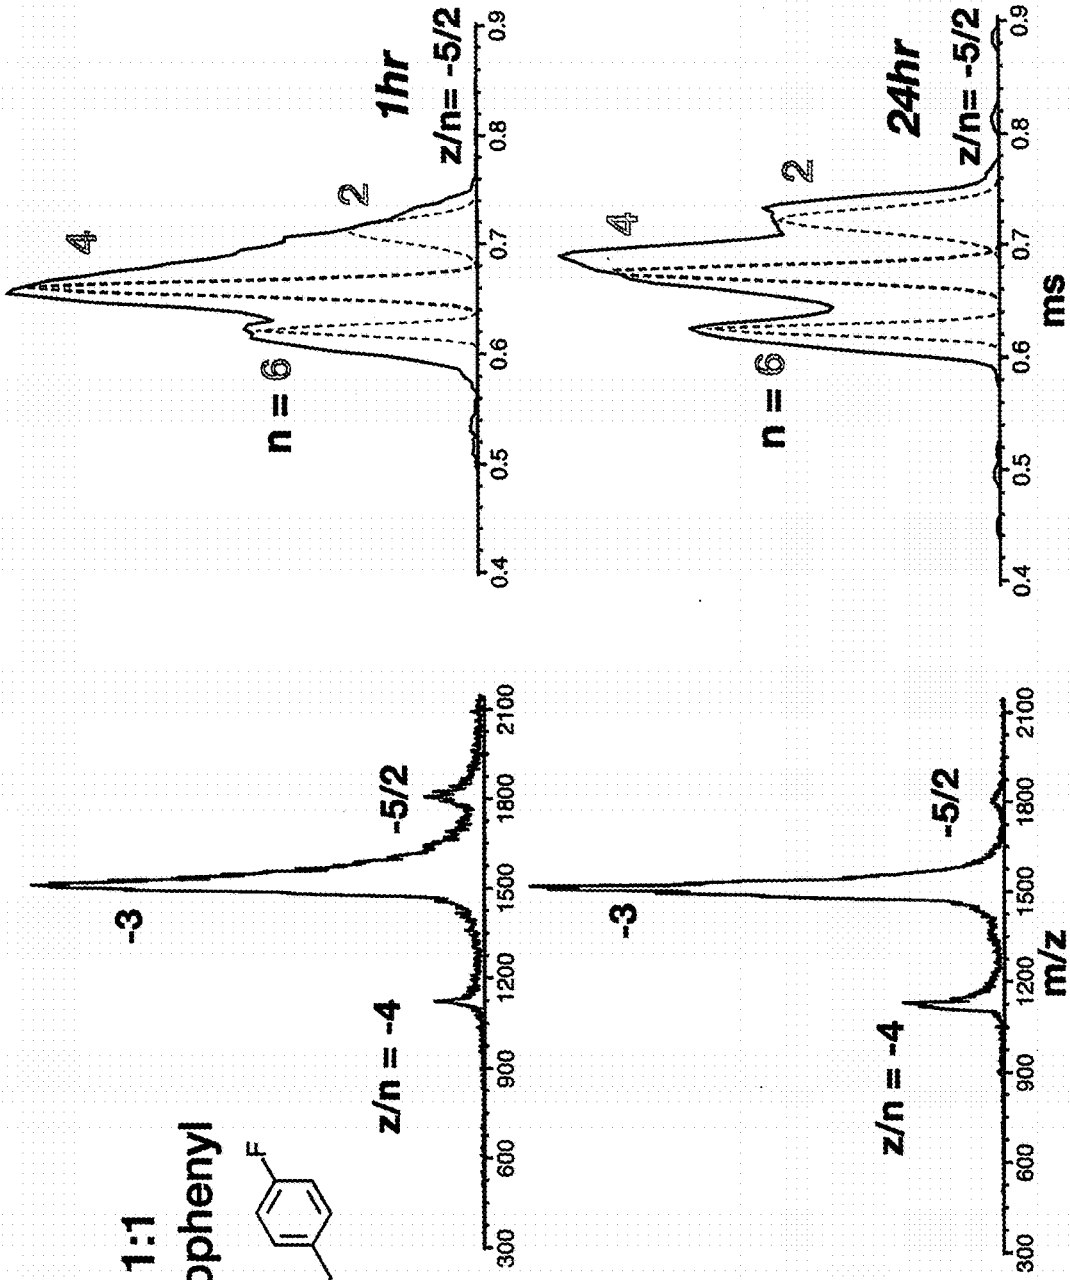 1:1
ophenyl
F
-3
z/n = -4
-5/2
300 600 900 1200 1500 1800 2100
4
1hr
n = 6
2
z/n= -5/2
0.4 0.5 0.6 0.7 0.8 0.9
-3
z/n = -4
-5/2
300 600 900 1200 1500 1800 2100
m/z
4
24hr
n = 6
2
z/n= -5/2
0.4 0.5 0.6 0.7 0.8 0.9
ms